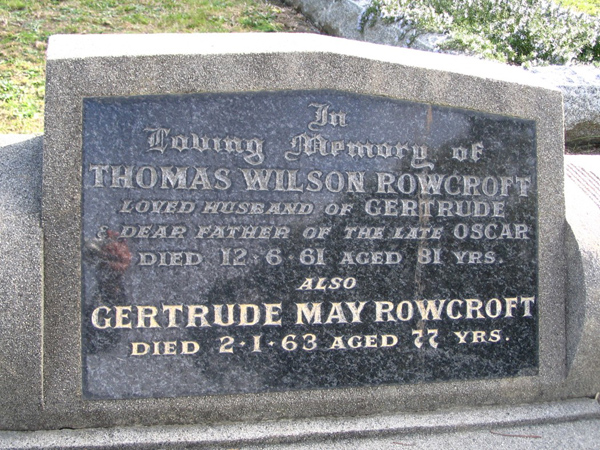 In
Loving Memory of
THOMAS WILSON ROWCROFT
LOVED HUSBAND OF GERTRUDE
& DEAR FATHER OF THE LATE OSCAR
DIED 12·6·61 AGED 81 YRS.
ALSO
GERTRUDE MAY ROWCROFT
DIED 2·1·63 AGED 77 YRS.